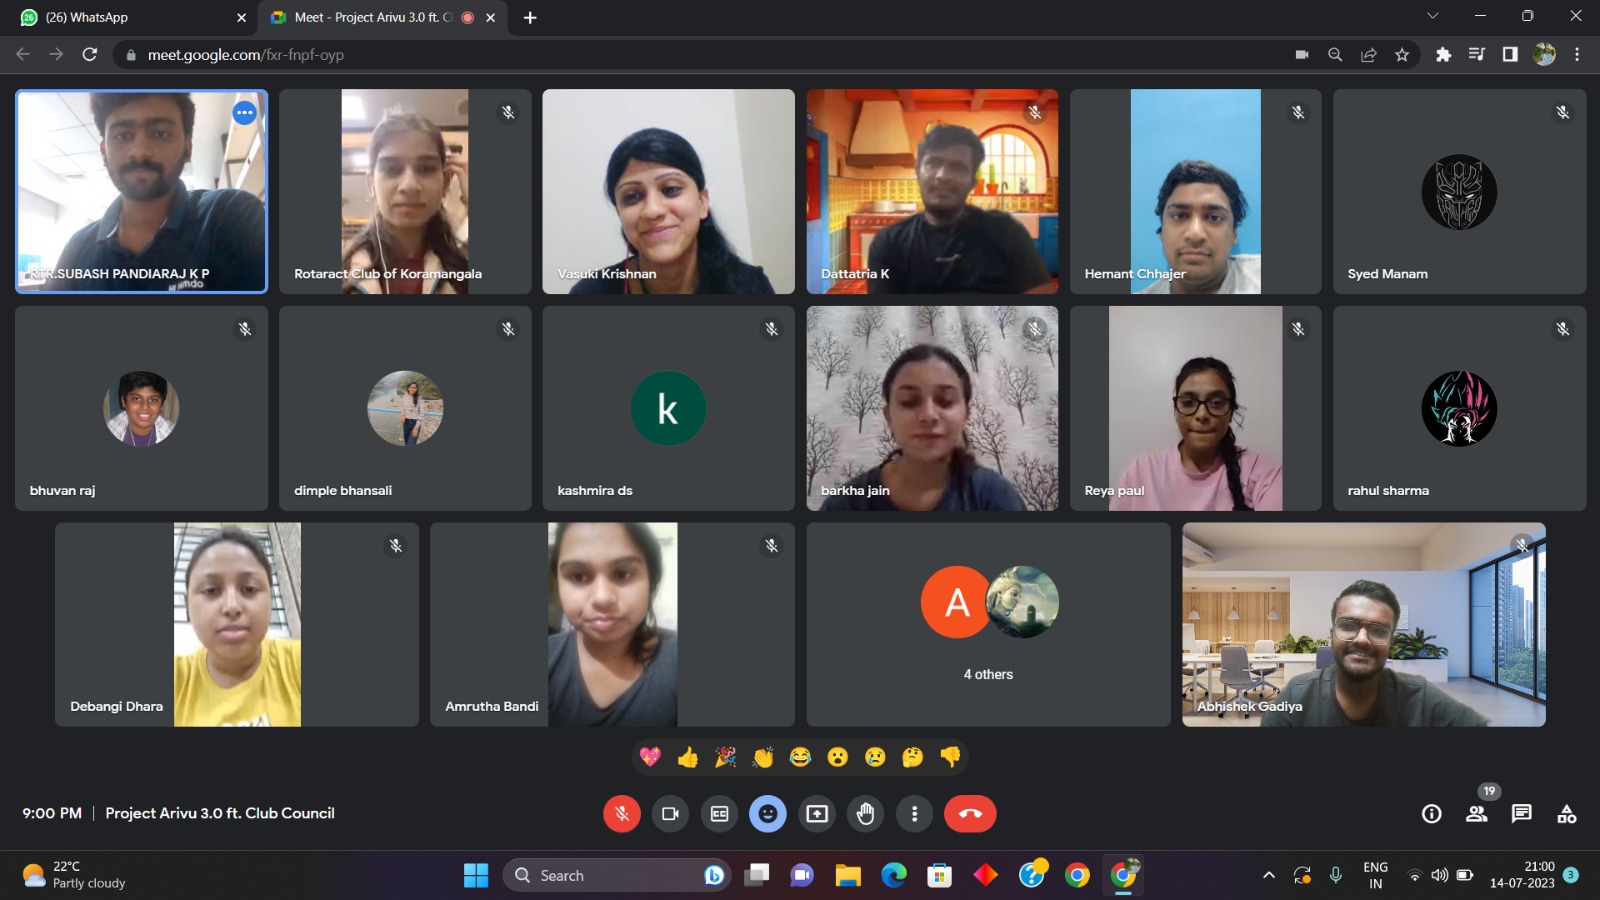 (26) WhatsApp
Meet - Project Arivu 3.0 ft. Cl
meet.google.com/fxr-fnpf-oyp
RTR.SUBASH PANDIARAJ K P
Rotaract Club of Koramangala
Vasuki Krishnan
Dattatria K
Hemant Chhajer
Syed Manam
k
bhuvan raj
dimple bhansali
kashmira ds
barkha jain
Reya paul
rahul sharma
A
4 others
Debangi Dhara
Amrutha Bandi
Abhishek Gadiya
9:00 PM | Project Arivu 3.0 ft. Club Council
19
22°C
Partly cloudy
Search
ENG
IN
21:00
14-07-2023
3